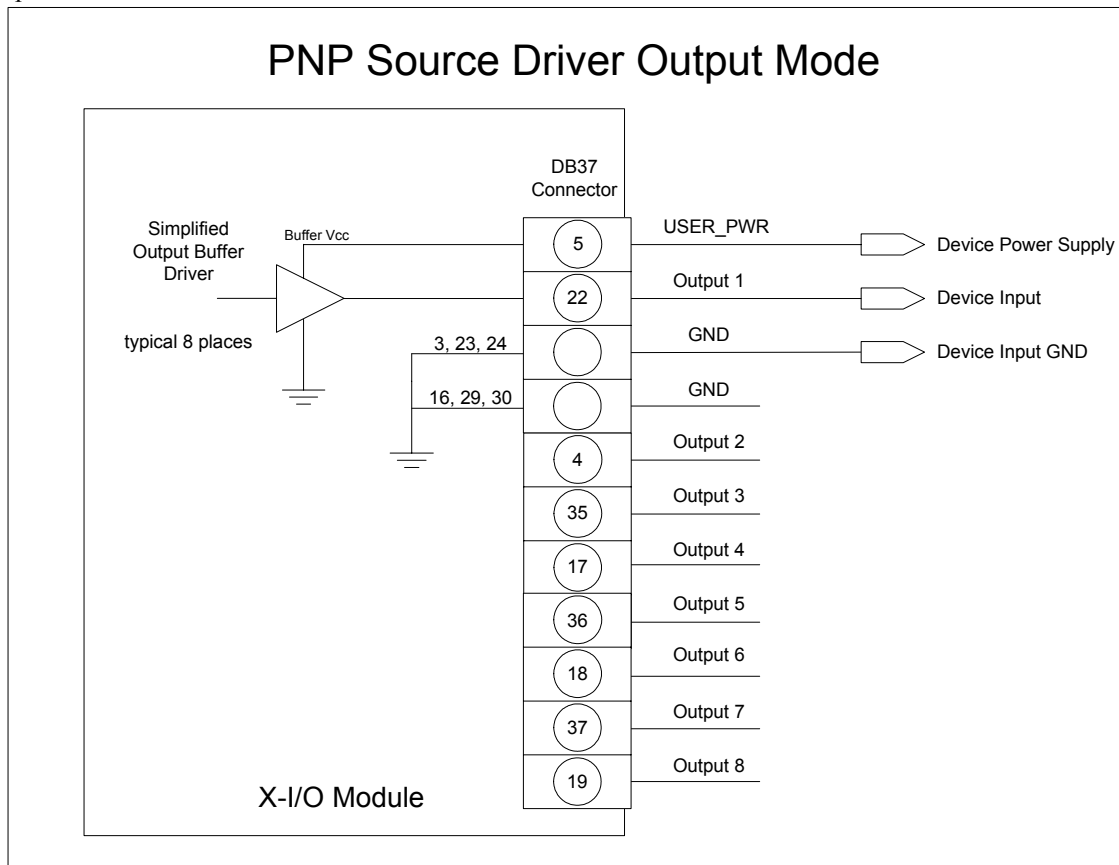 PNP Source Driver Output Mode
DB37
Connector
Simplified
Output Buffer
Driver
typical 8 places
Buffer Vcc
5
USER_PWR
Device Power Supply
22
Output 1
Device Input
3, 23, 24
GND
Device Input GND
16, 29, 30
GND
4
Output 2
35
Output 3
17
Output 4
36
Output 5
18
Output 6
37
Output 7
19
Output 8
X-I/O Module